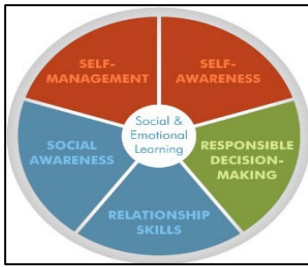 SELF-
MANAGEMENT
SELF-
AWARENESS
Social &
Emotional
Learning
SOCIAL
AWARENESS
RESPONSIBLE
DECISION-
MAKING
RELATIONSHIP
SKILLS